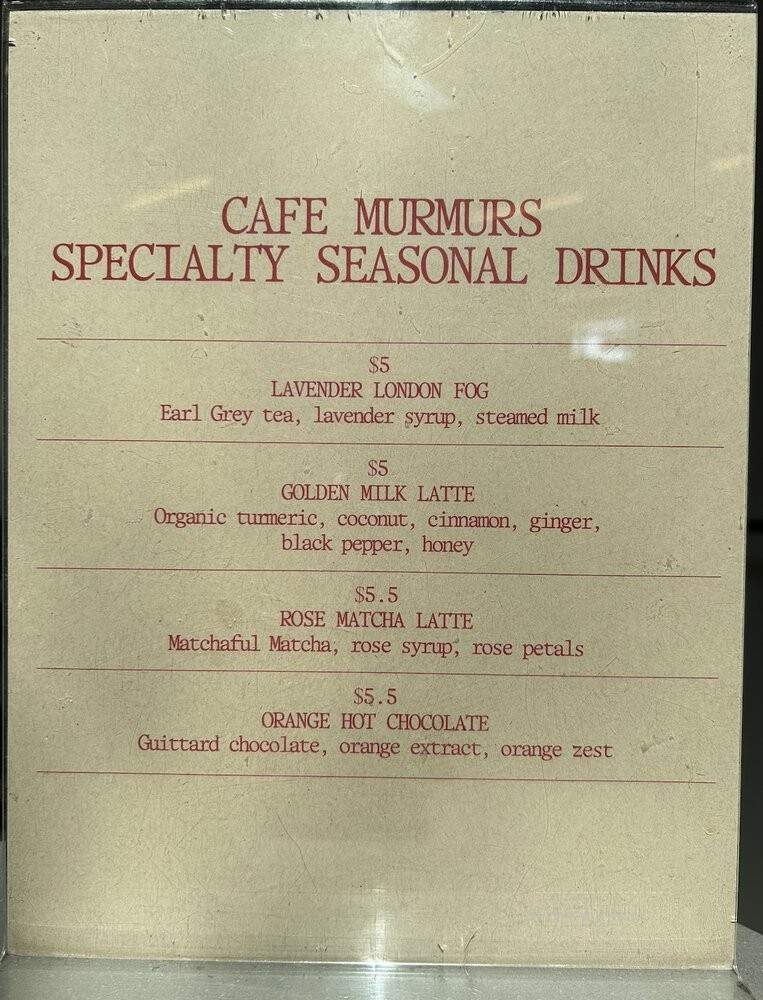 CAFE MURMURS
SPECIALTY SEASONAL DRINKS
$5
LAVENDER LONDON FOG
Earl Grey tea, lavender syrup, steamed milk
$5
GOLDEN MILK LATTE
Organic turmeric, coconut, cinnamon, ginger,
black pepper, honey
$5.5
ROSE MATCHA LATTE
Matchaful Matcha, rose syrup, rose petals
$5.5
ORANGE HOT CHOCOLATE
Guittard chocolate, orange extract, orange zest